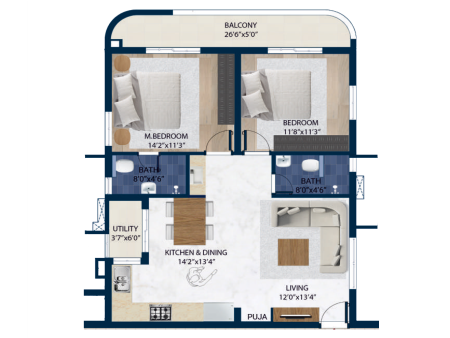 BALCONY
26'6"x5'0"
M.BEDROOM
14'2"x11'3"
BEDROOM
11'8"x11'3"
BATH
8'0"x4'6"
BATH
8'0"x4'6"
UTILITY
3'7"x6'0"
KITCHEN & DINING
14'2"x13'4"
LIVING
12'0"x13'4"
PUJA